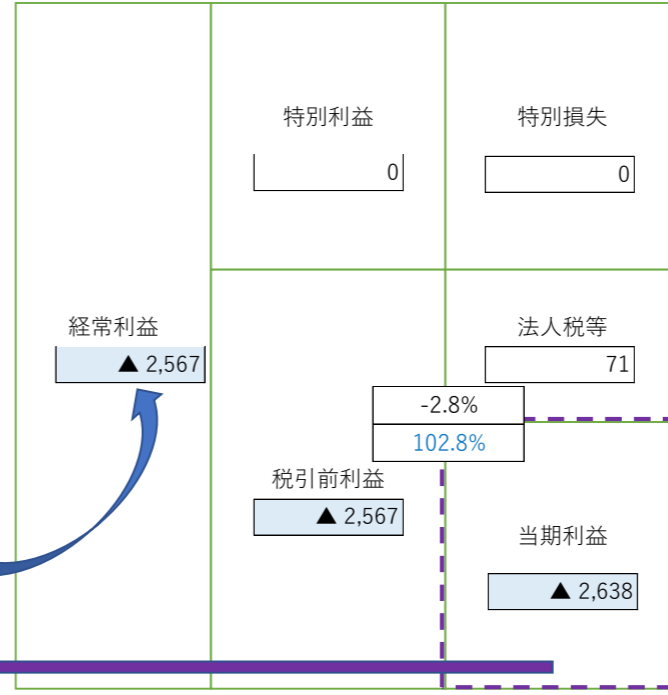 特別利益
0
特別損失
0
経常利益
▲ 2,567
法人税等
71
-2.8%
102.8%
税引前利益
▲ 2,567
当期利益
▲ 2,638